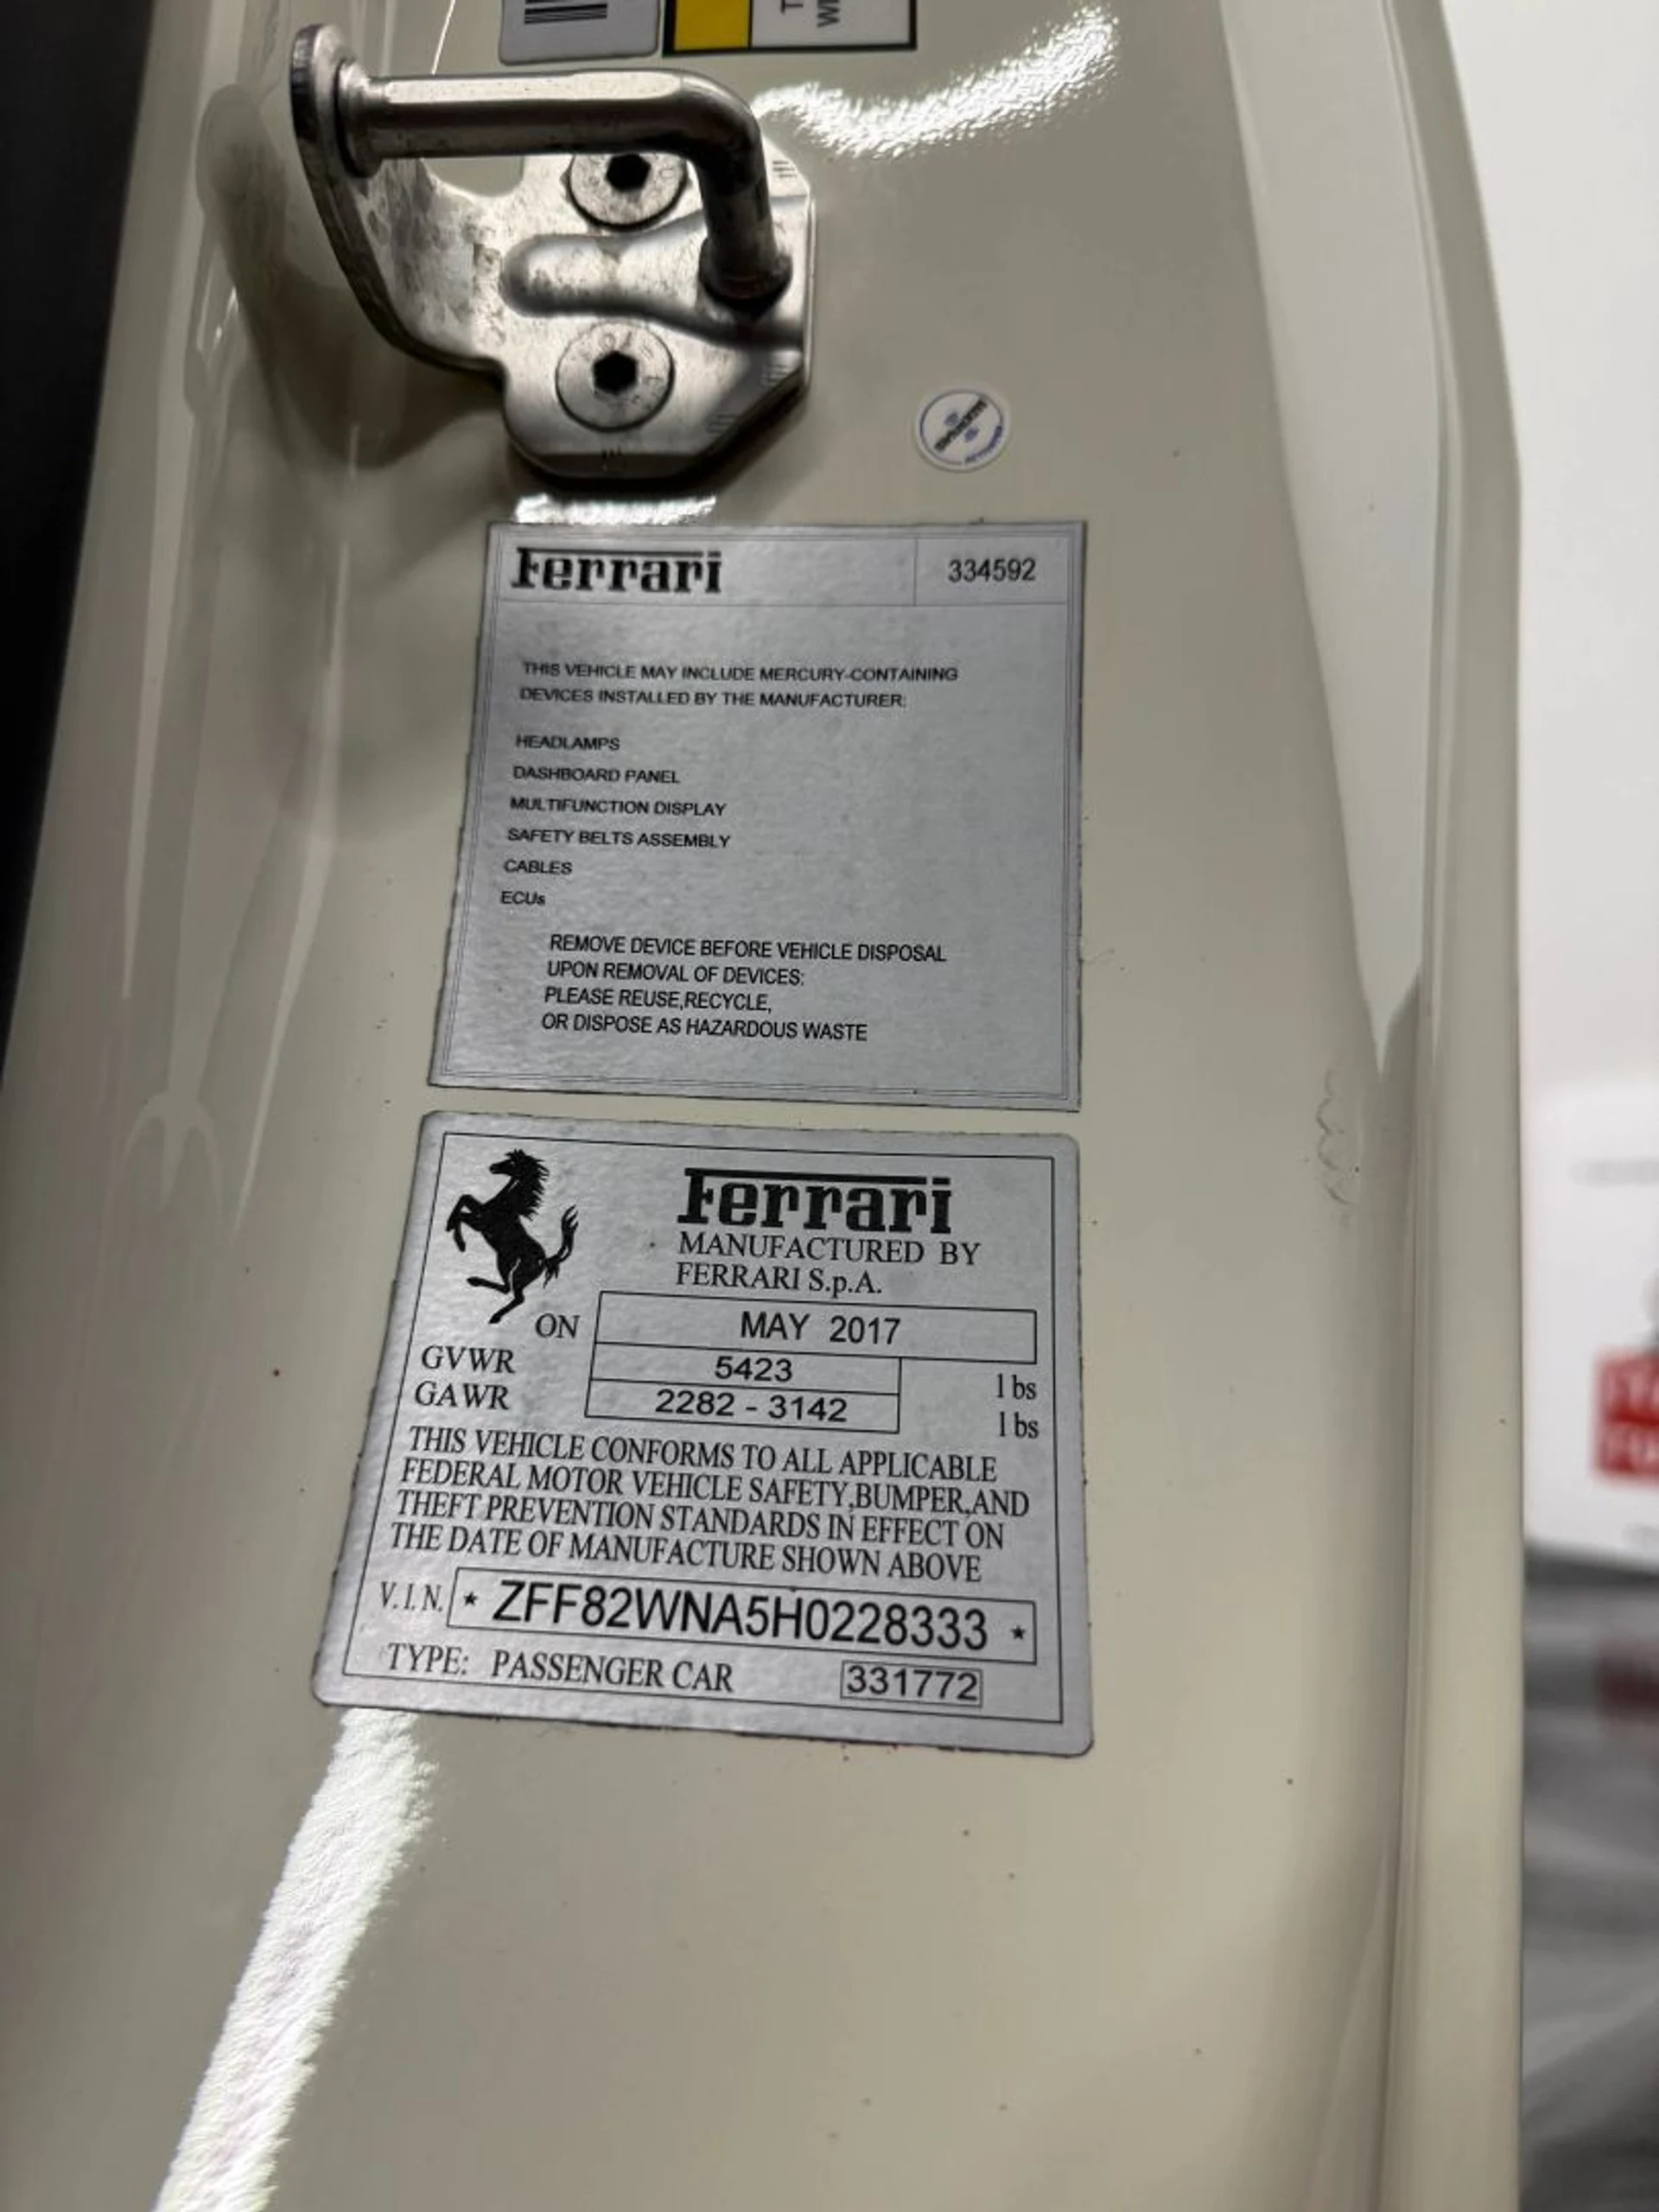 Ferrari 334592
THIS VEHICLE MAY INCLUDE MERCURY-CONTAINING
DEVICES INSTALLED BY THE MANUFACTURER:
HEADLAMPS
DASHBOARD PANEL
MULTIFUNCTION DISPLAY
SAFETY BELTS ASSEMBLY
CABLES
ECUs
REMOVE DEVICE BEFORE VEHICLE DISPOSAL
UPON REMOVAL OF DEVICES:
PLEASE REUSE,RECYCLE,
OR DISPOSE AS HAZARDOUS WASTE
Ferrari
MANUFACTURED BY
FERRARI S.p.A.
ON MAY 2017
GVWR 5423 lbs
GAWR 2282 - 3142 lbs
THIS VEHICLE CONFORMS TO ALL APPLICABLE
FEDERAL MOTOR VEHICLE SAFETY,BUMPER,AND
THEFT PREVENTION STANDARDS IN EFFECT ON
THE DATE OF MANUFACTURE SHOWN ABOVE
V.I.N. * ZFF82WNA5H0228333 *
TYPE: PASSENGER CAR 331772